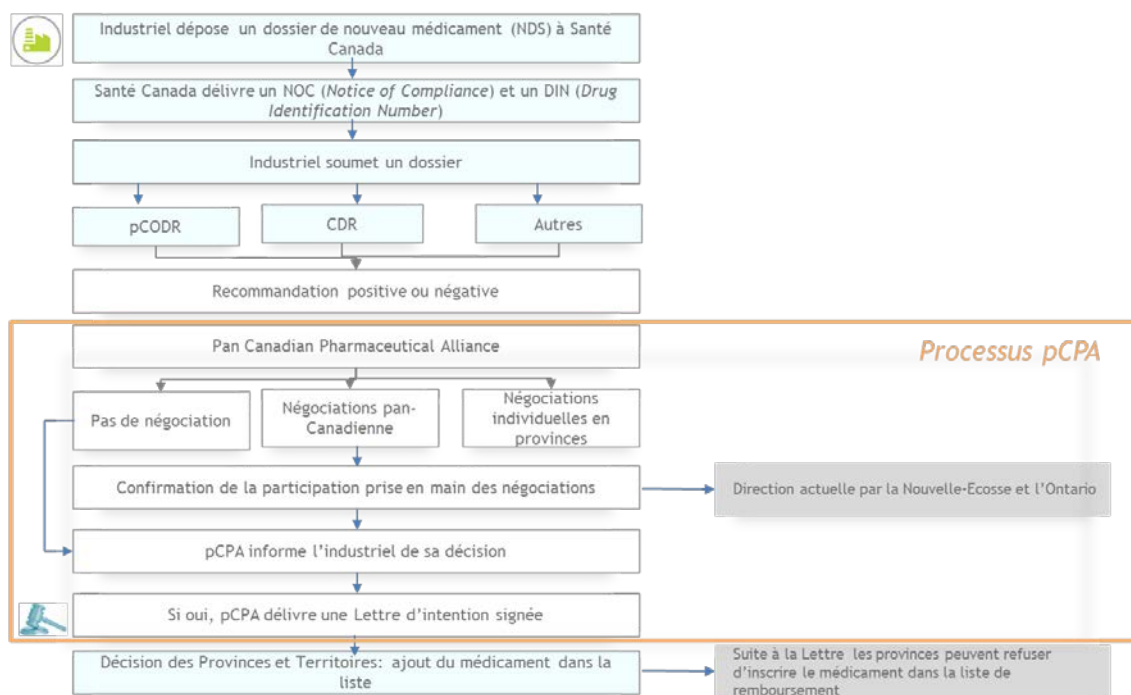 Industriel dépose un dossier de nouveau médicament (NDS) à Santé
Canada
Santé Canada délivre un NOC (Notice of Compliance) et un DIN (Drug
Identification Number)
Industriel soumet un dossier
pCODR
CDR
Autres
Recommandation positive ou négative
Pan Canadian Pharmaceutical Alliance
Processus pCPA
Pas de négociation
Négociations pan-
Canadienne
Négociations
individuelles en
provinces
Confirmation de la participation prise en main des négociations
Direction actuelle par la Nouvelle-Ecosse et l'Ontario
pCPA informe l'industriel de sa décision
Si oui, pCPA délivre une Lettre d'intention signée
Décision des Provinces et Territoires: ajout du médicament dans la
liste
Suite à la Lettre les provinces peuvent refuser
d'inscrire le médicament dans la liste de
remboursement